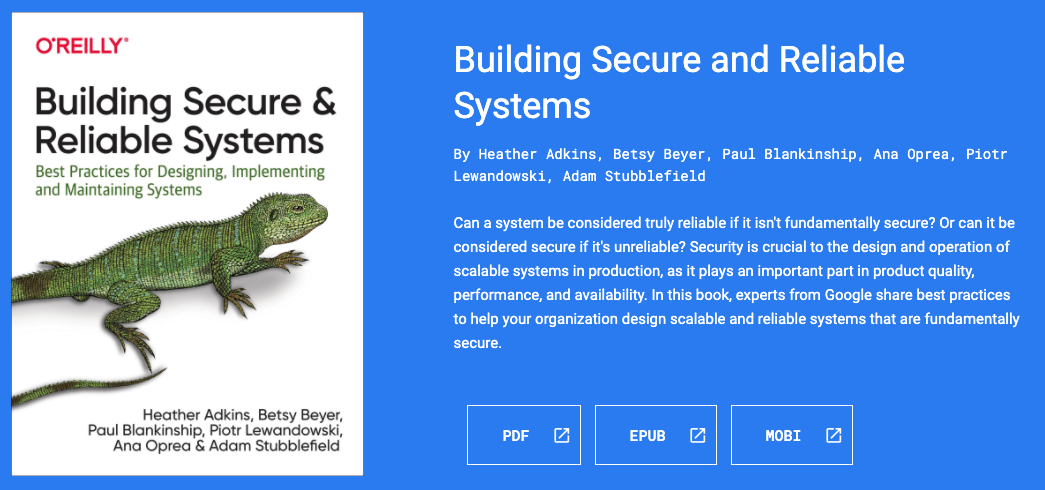 O'REILLY®
Building Secure &
Reliable Systems
Best Practices for Designing, Implementing
and Maintaining Systems
Heather Adkins, Betsy Beyer,
Paul Blankinship, Piotr Lewandowski,
Ana Oprea & Adam Stubblefield
Building Secure and Reliable
Systems
By Heather Adkins, Betsy Beyer, Paul Blankinship, Ana Oprea, Piotr
Lewandowski, Adam Stubblefield
Can a system be considered truly reliable if it isn't fundamentally secure? Or can it be
considered secure if it's unreliable? Security is crucial to the design and operation of
scalable systems in production, as it plays an important part in product quality,
performance, and availability. In this book, experts from Google share best practices
to help your organization design scalable and reliable systems that are fundamentally
secure.
PDF
EPUB
MOBI